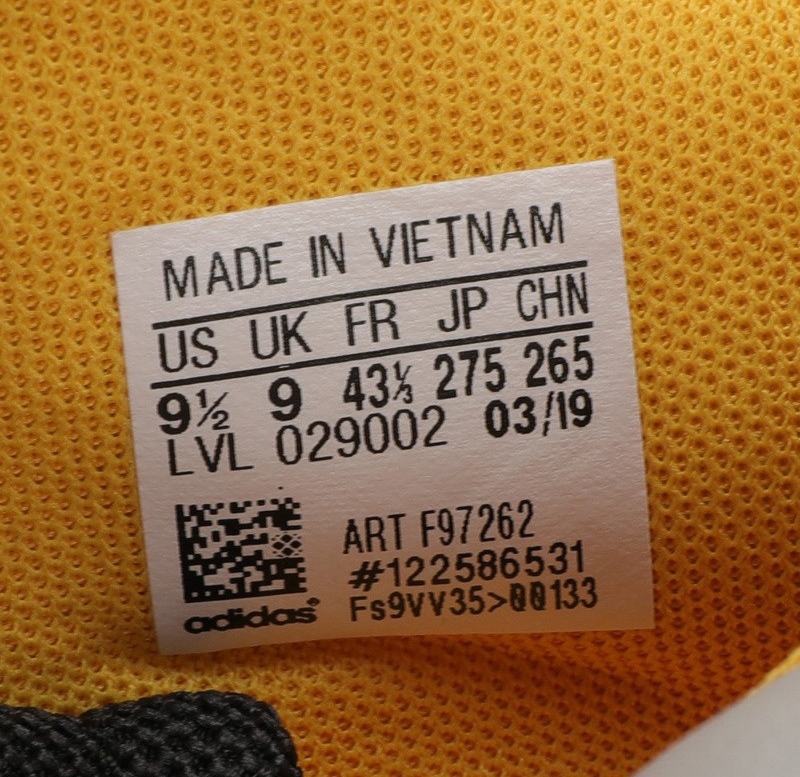 MADE IN VIETNAM
US UK FR JP CHN
9½ 9 43⅓ 275 265
LVL 029002 03/19
ART F97262
#122586531
Fs9VV35>00133
adidas